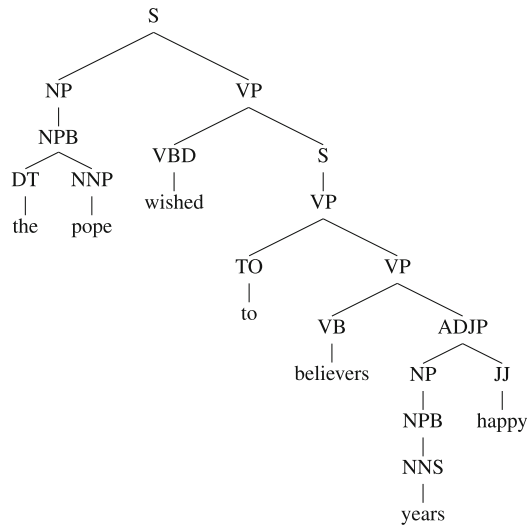 S
NP VP
NPB
VBD S
DT NNP
wished VP
the pope
TO VP
to
VB ADJP
believers NP JJ
NPB happy
NNS
years